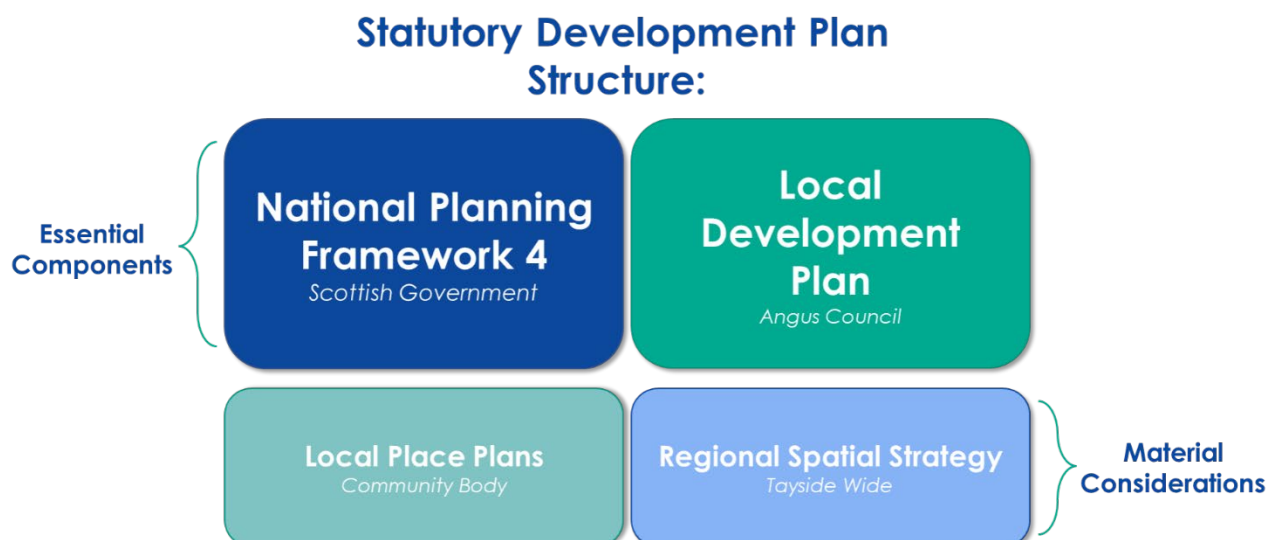 Statutory Development Plan
Structure:
Essential
Components
National Planning
Framework 4
Scottish Government
Local
Development
Plan
Angus Council
Local Place Plans
Community Body
Regional Spatial Strategy
Tayside Wide
Material
Considerations